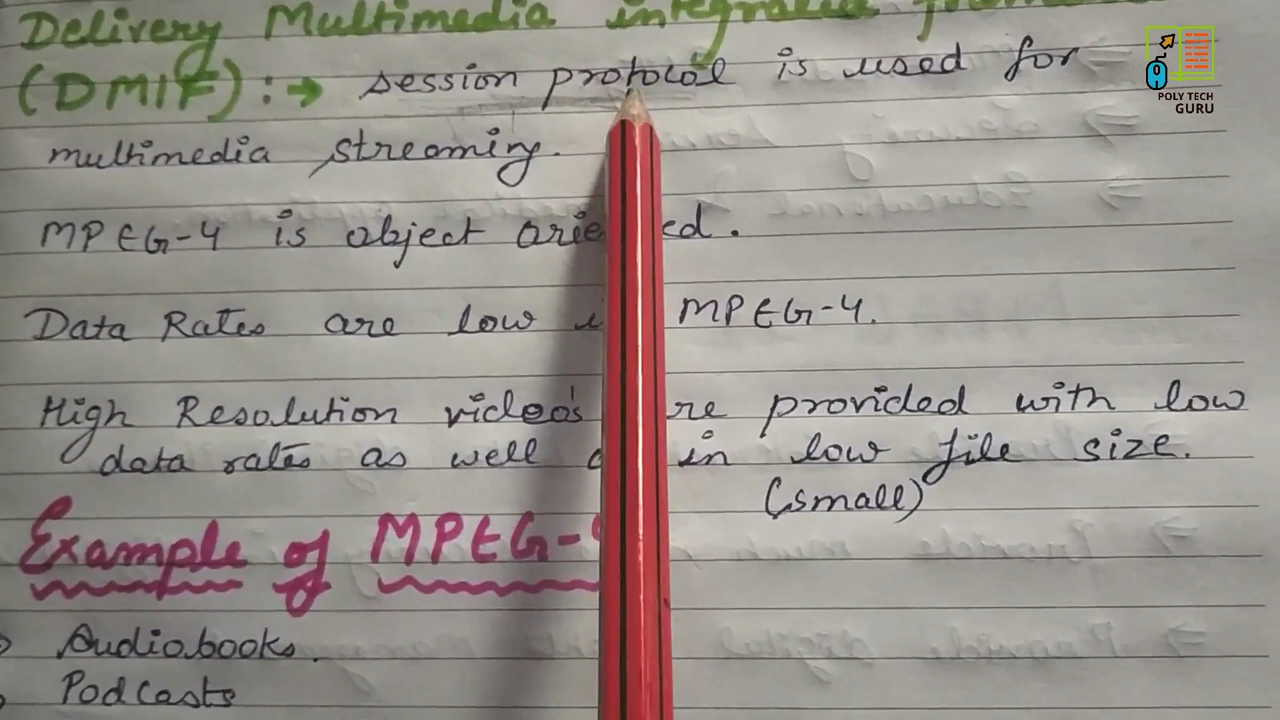 Delivery Multimedia integrated
(DMIF) :→ session protocol is used for
multimedia streaming.
MPEG-4 is object ed.
Data Rates are low MPEG-4.
High Resolution video's re provided with low
data rates as well in low file size.
(small)
Example of MPEG-
Audiobooks.
Podcasts
POLY TECH
GURU